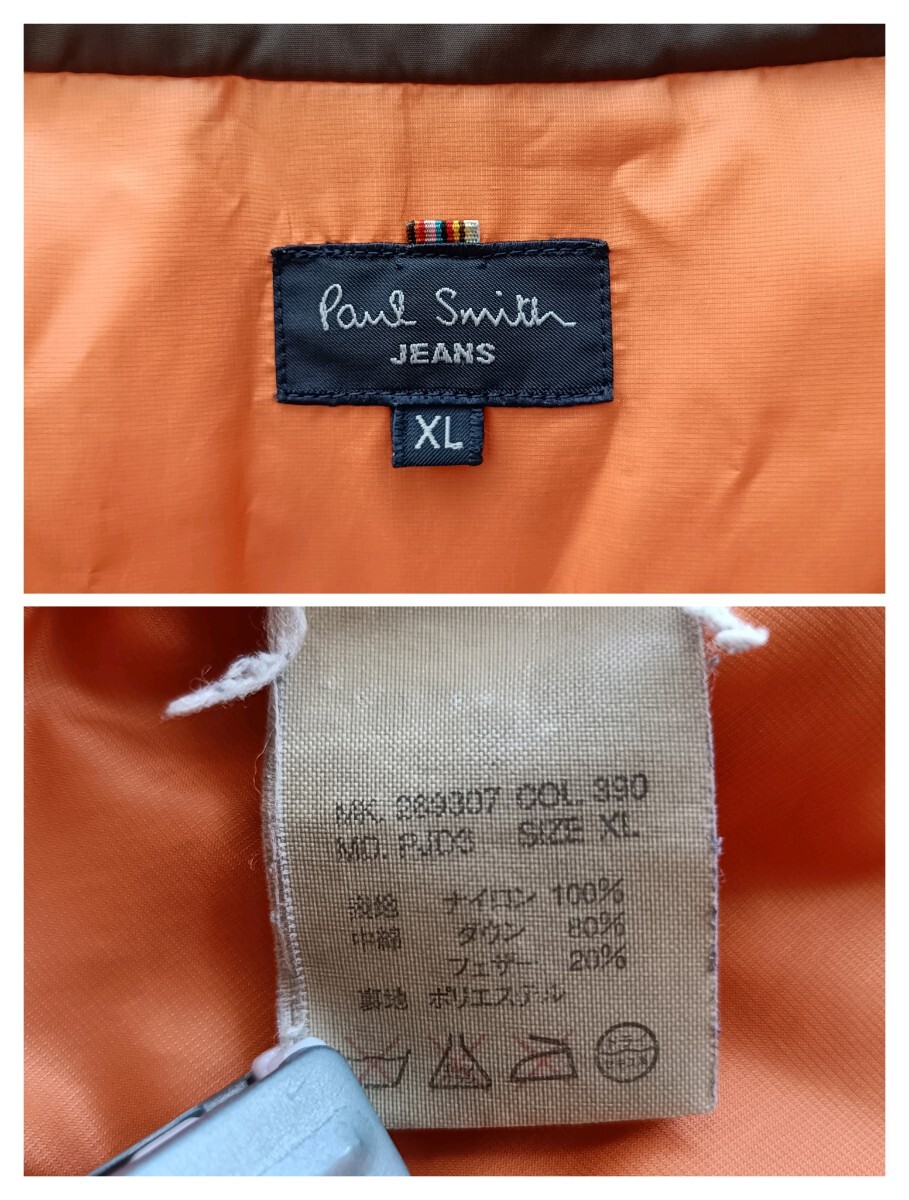 Paul Smith
JEANS
XL
MK. 289307 COL. 390
MD. PJD3 SIZE XL
表地 ナイロン 100%
中綿 ダウン 80%
フェザー 20%
裏地 ポリエステル